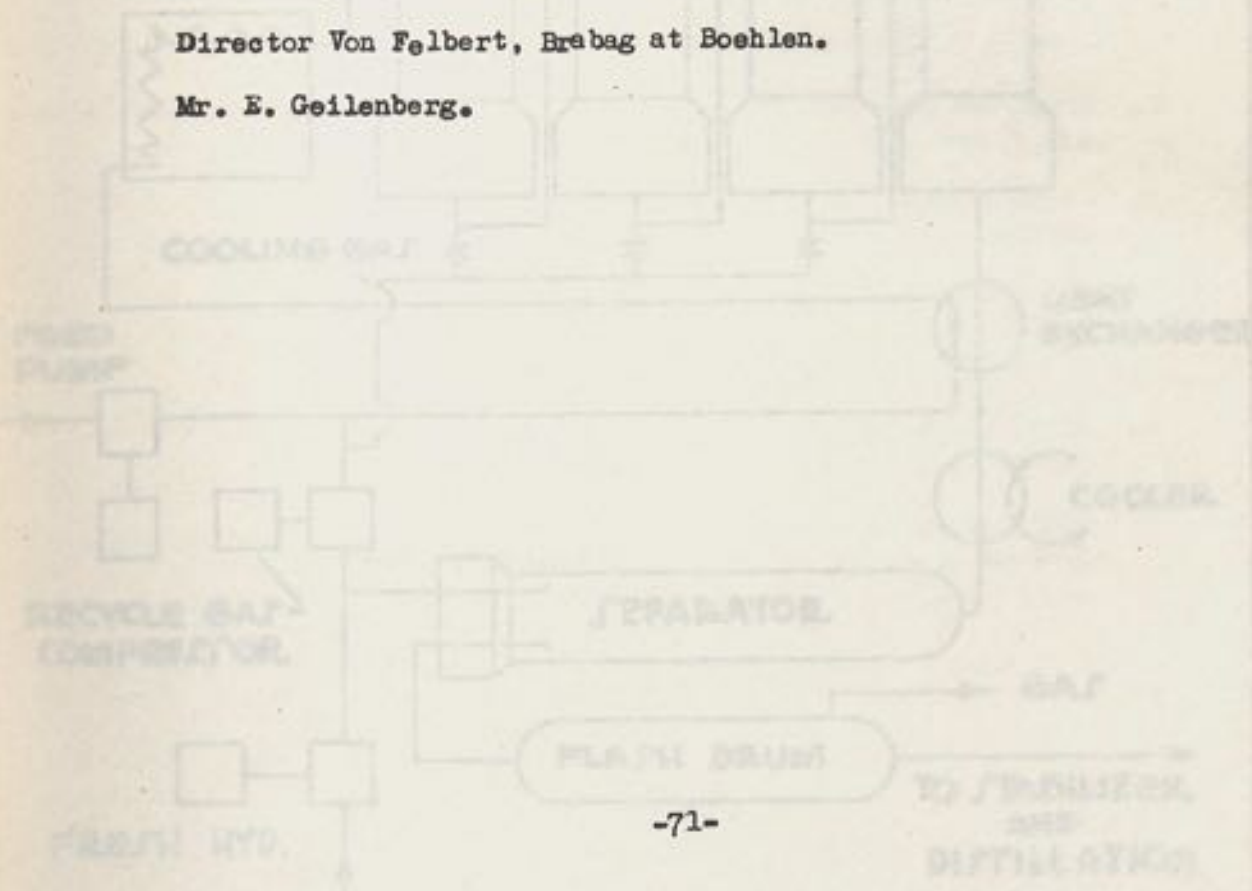 Director Von Felbert, Brabag at Boehlen.
Mr. E. Geilenberg.
COOLING GAS
FEED
PUMP
HEAT
EXCHANGER
COOLER
RECYCLE GAS
COMPRESSOR
SEPARATOR
GAS
FLASH DRUM
TO STABILIZER
AND
DISTILLATION
FRESH HYD.
-71-